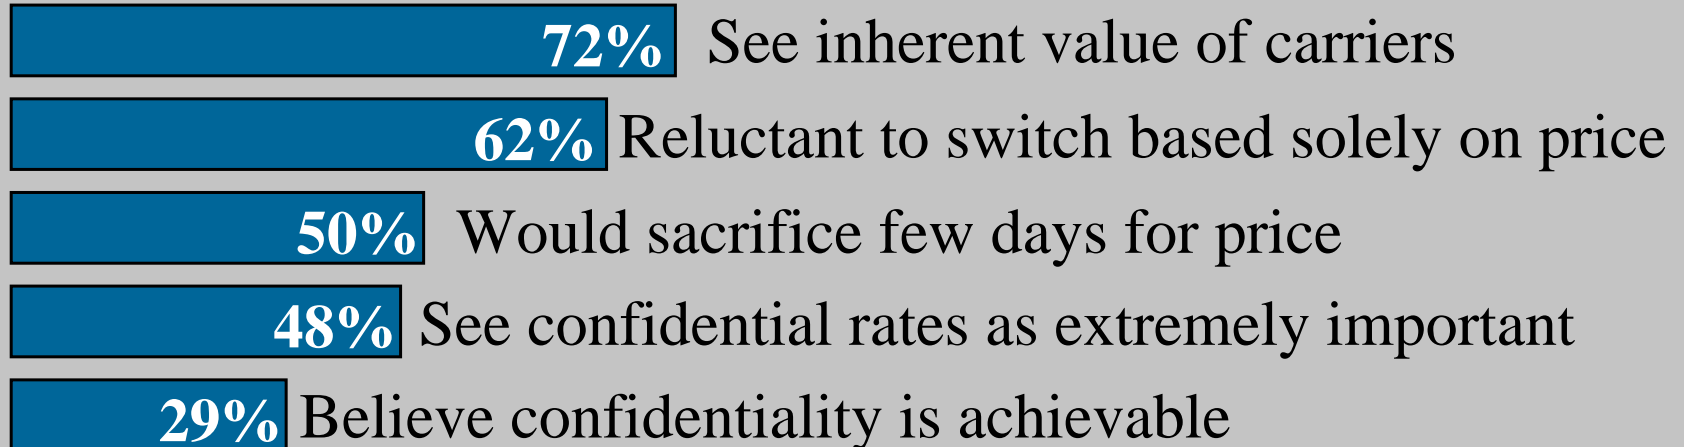 72% See inherent value of carriers
62% Reluctant to switch based solely on price
50% Would sacrifice few days for price
48% See confidential rates as extremely important
29% Believe confidentiality is achievable